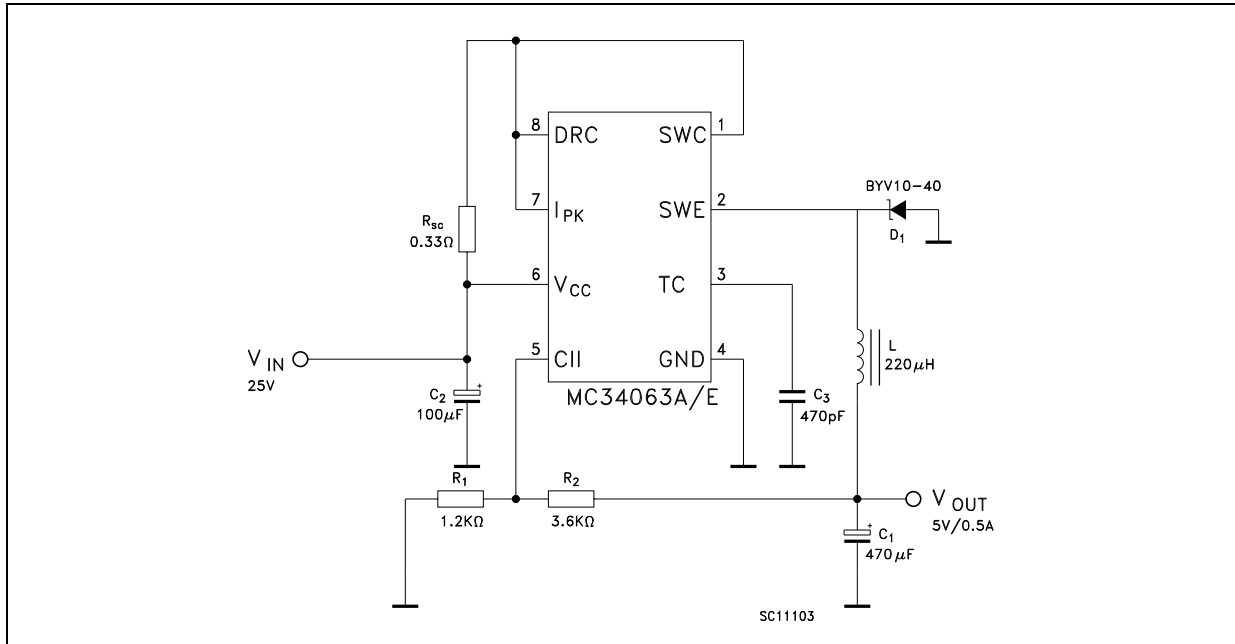 8 DRC SWC 1
BYV10-40
7 I PK SWE 2
D1
Rsc
0.33Ω
6 VCC TC 3
5 CII GND 4
V IN
25V
L
220μH
MC34063A/E
C2 +
100μF
C3
470pF
R1
1.2KΩ
R2
3.6KΩ
V OUT
5V/0.5A
C1 +
470μF
SC11103